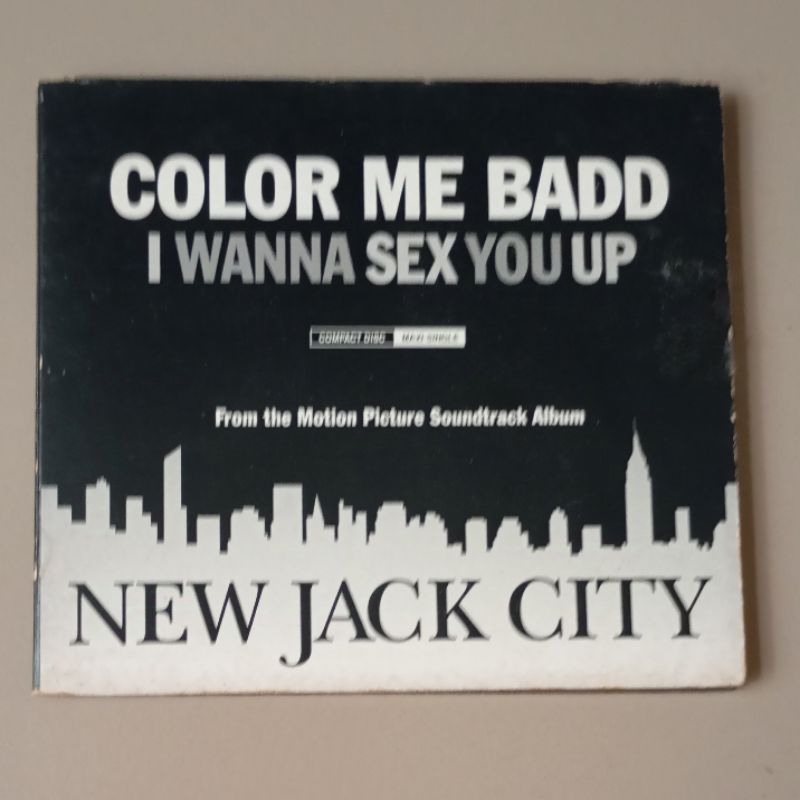 COLOR ME BADD
I WANNA SEX YOU UP
COMPACT DISC MAXI-SINGLE
From the Motion Picture Soundtrack Album
NEW JACK CITY